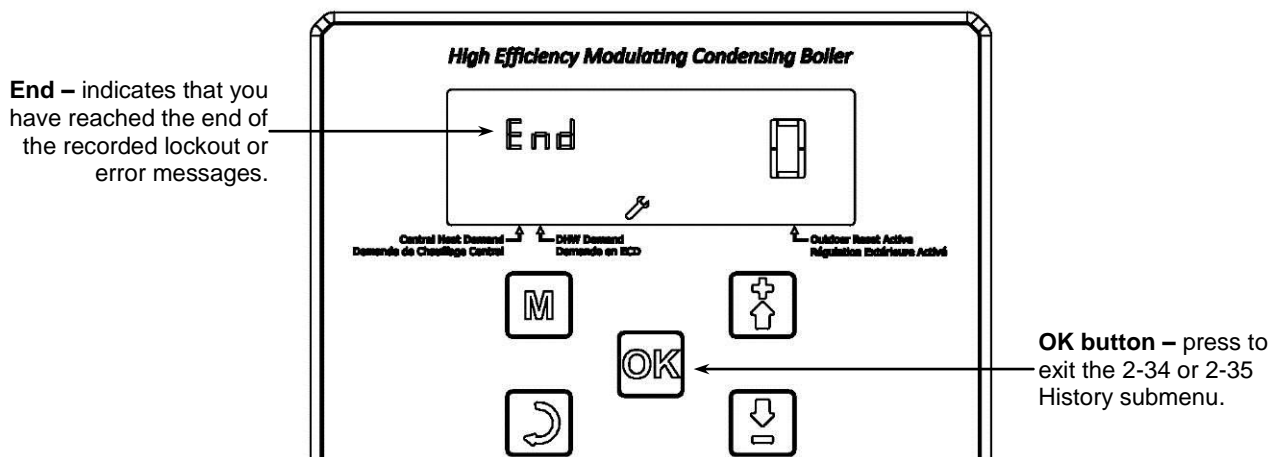 High Efficiency Modulating Condensing Boiler
End – indicates that you
have reached the end of
the recorded lockout or
error messages.
End 0
Central Heat Demand
Demande de Chauffage Central
DHW Demand
Demande en ECD
Outdoor Reset Active
Régulation Extérieure Activé
M
+
OK
OK button – press to
exit the 2-34 or 2-35
History submenu.
–